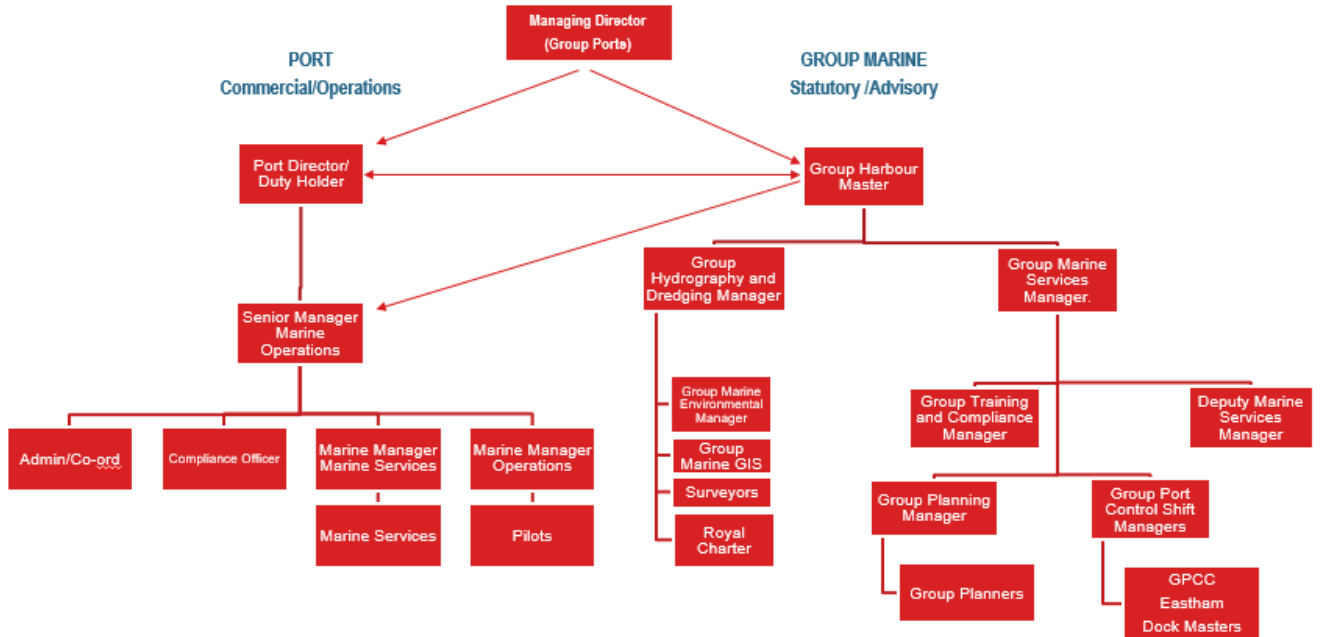 Managing Director
(Group Ports)
PORT
Commercial/Operations
GROUP MARINE
Statutory /Advisory
Port Director/
Duty Holder
Group Harbour
Master
Group
Hydrography and
Dredging Manager
Group Marine
Services
Manager.
Senior Manager
Marine
Operations
Group Marine
Environmental
Manager
Group Training
and Compliance
Manager
Deputy Marine
Services
Manager
Admin/Co-ord
Compliance Officer
Marine Manager
Marine Services
Marine Manager
Operations
Group
Marine GIS
Surveyors
Group Planning
Manager
Group Port
Control Shift
Managers
Marine Services
Pilots
Royal
Charter
Group Planners
GPCC
Eastham
Dock Masters